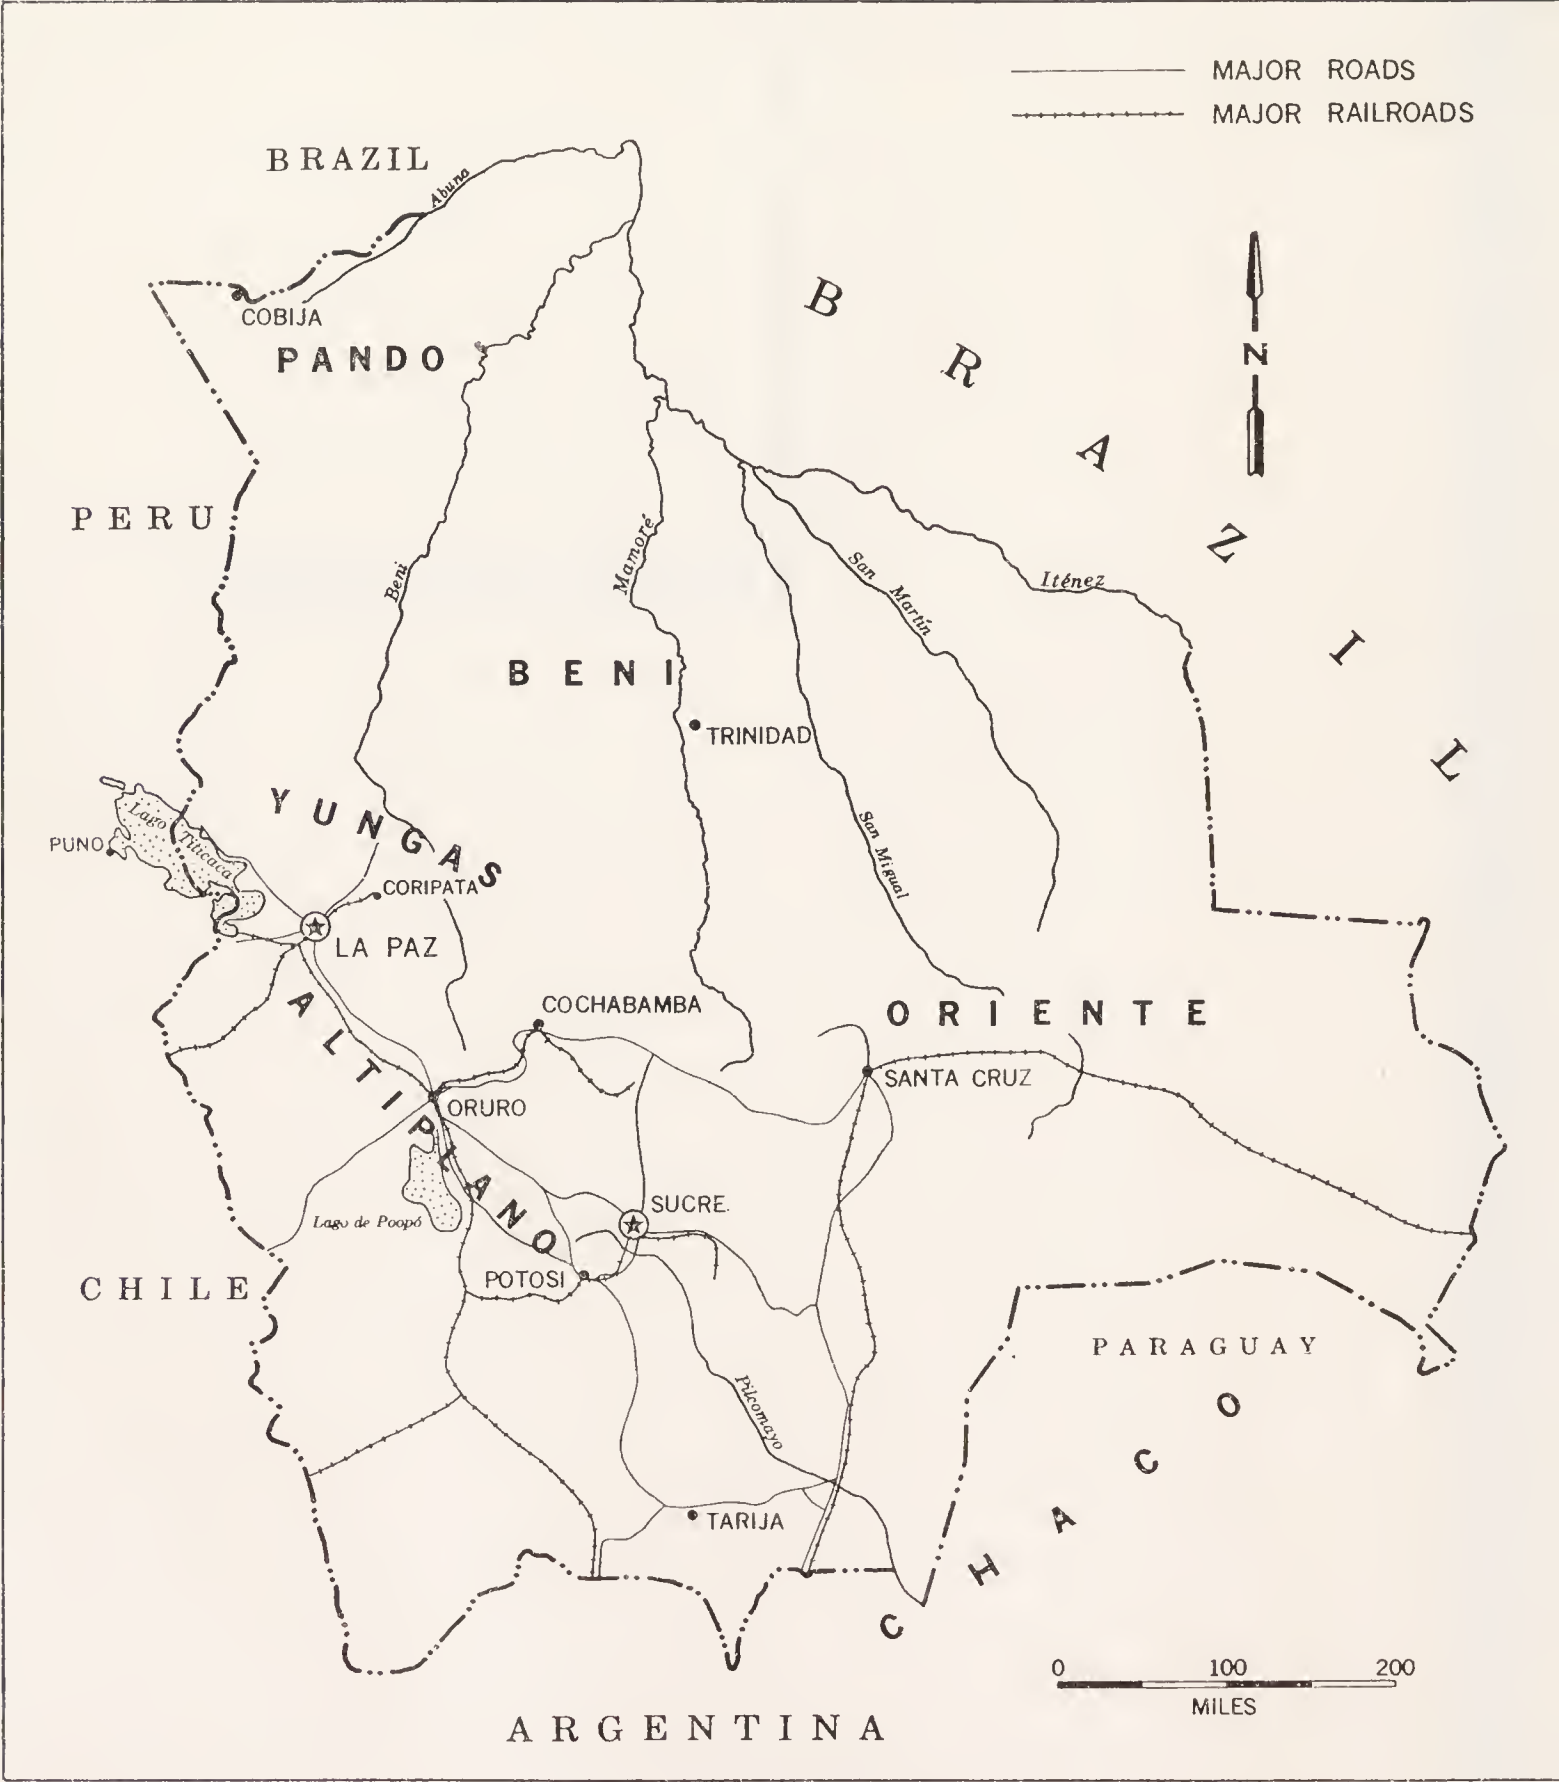 MAJOR ROADS
MAJOR RAILROADS
BRAZIL
Abuna
BRAZIL
N
COBIJA
PANDO
PERU
Beni
Mamoré
San Martín
Iténez
BENI
TRINIDAD
YUNGAS
Lago Titicaca
PUNO
CORIPATA
San Migual
LA PAZ
ALTIPLANO
COCHABAMBA
ORIENTE
SANTA CRUZ
ORURO
SUCRE
Lago de Poopó
POTOSI
CHILE
PARAGUAY
Pilcomayo
CHACO
TARIJA
0 100 200
MILES
ARGENTINA